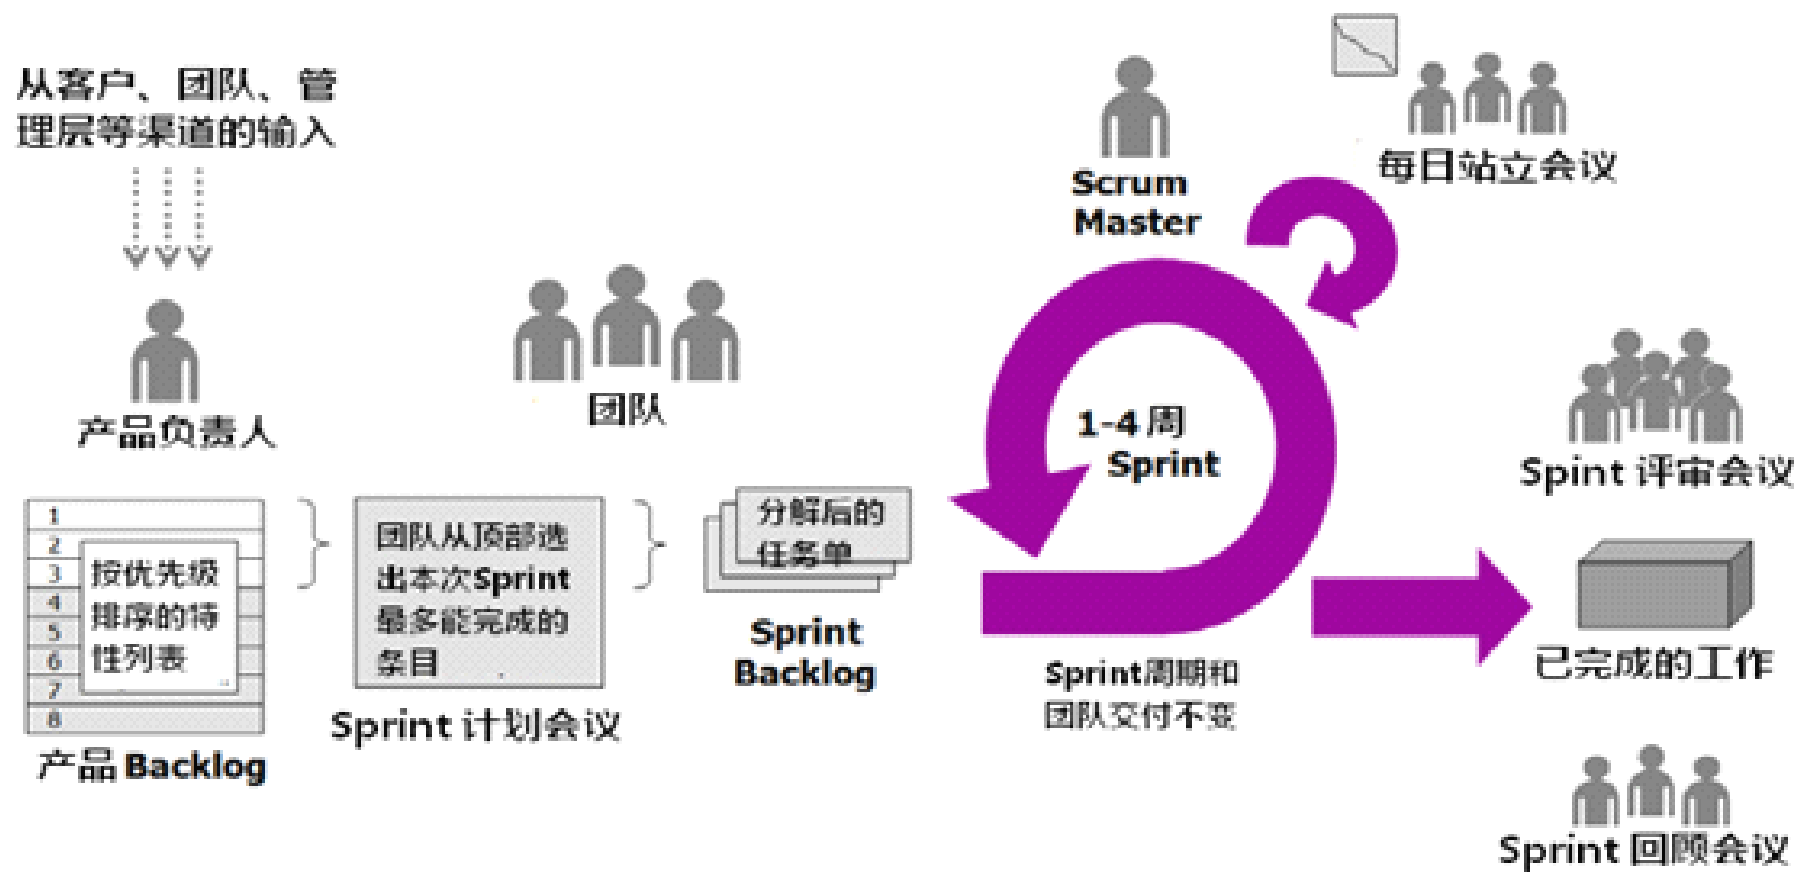 从客户、团队、管
理层等渠道的输入
产品负责人
1
2
3
4
5
6
7
8
按优先级
排序的特
性列表
产品 Backlog
团队
团队从顶部选
出本次Sprint
最多能完成的
条目
Sprint 计划会议
分解后的
任务单
Sprint
Backlog
Scrum
Master
每日站立会议
1-4 周
Sprint
Sprint周期和
团队交付不变
Spint 评审会议
已完成的工作
Sprint 回顾会议